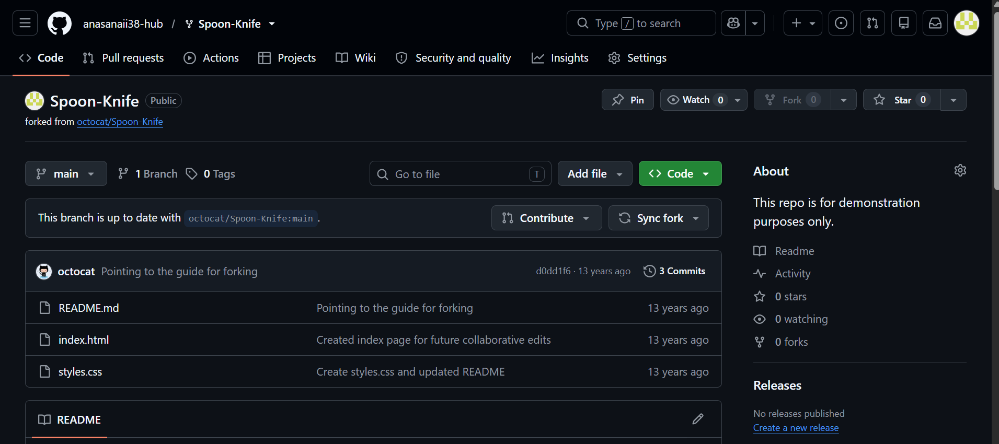 anasanaii38-hub / Spoon-Knife
Type / to search
Code Pull requests Actions Projects Wiki Security and quality Insights Settings
Spoon-Knife Public
Pin Watch 0 Fork 0 Star 0
forked from octocat/Spoon-Knife
main 1 Branch 0 Tags Go to file T Add file Code
This branch is up to date with octocat/Spoon-Knife:main. Contribute Sync fork
octocat Pointing to the guide for forking d0dd1f6 · 13 years ago 3 Commits
README.md Pointing to the guide for forking 13 years ago
index.html Created index page for future collaborative edits 13 years ago
styles.css Create styles.css and updated README 13 years ago
README
About
This repo is for demonstration
purposes only.
Readme
Activity
0 stars
0 watching
0 forks
Releases
No releases published
Create a new release